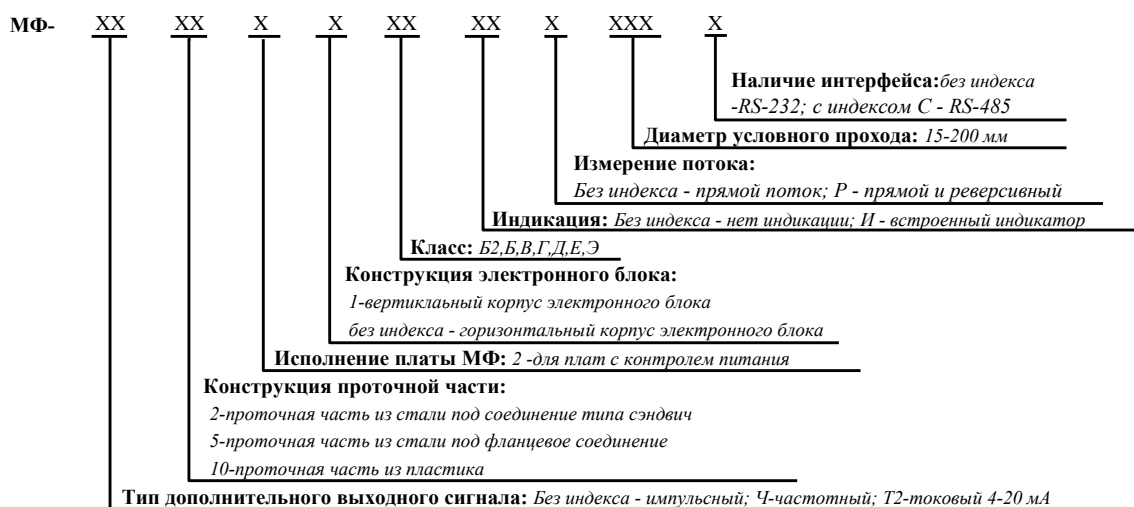 МФ- XX XX X X XX XX X XXX X
Наличие интерфейса:без индекса
-RS-232; с индексом С - RS-485
Диаметр условного прохода: 15-200 мм
Измерение потока:
Без индекса - прямой поток; Р - прямой и реверсивный
Индикация: Без индекса - нет индикации; И - встроенный индикатор
Класс: Б2,Б,В,Г,Д,Е,Э
Конструкция электронного блока:
1-вертиклаьный корпус электронного блока
без индекса - горизонтальный корпус электронного блока
Исполнение платы МФ: 2 -для плат с контролем питания
Конструкция проточной части:
2-проточная часть из стали под соединение типа сэндвич
5-проточная часть из стали под фланцевое соединение
10-проточная часть из пластика
Тип дополнительного выходного сигнала: Без индекса - импульсный; Ч-частотный; Т2-токовый 4-20 мА